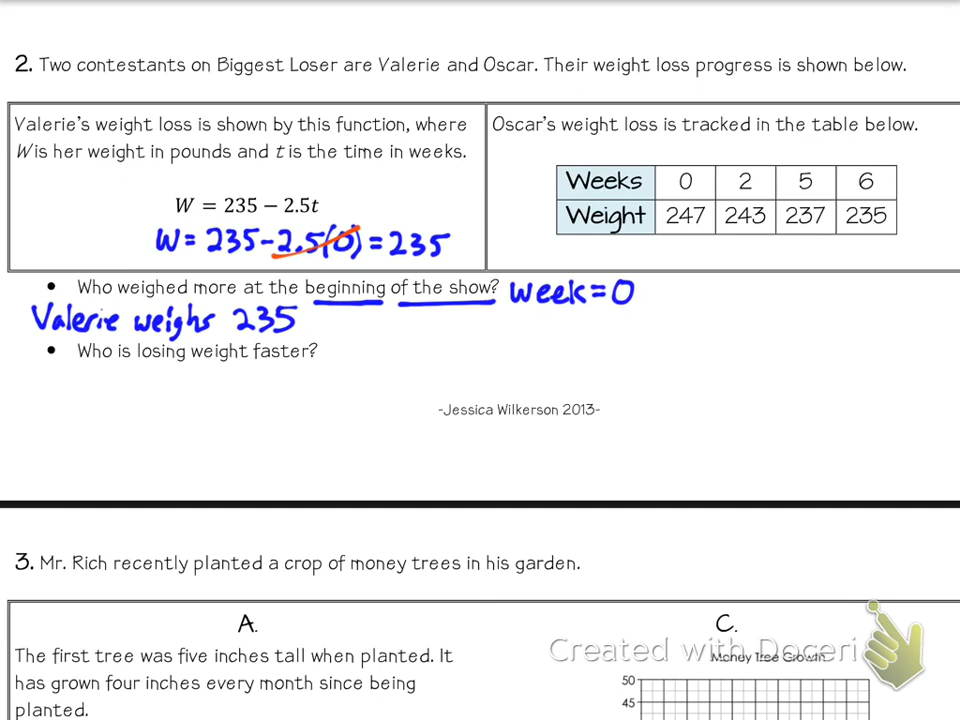 2. Two contestants on Biggest Loser are Valerie and Oscar. Their weight loss progress is shown below.
Valerie's weight loss is shown by this function, where
W is her weight in pounds and t is the time in weeks.
W = 235 − 2.5t
W = 235-2.5(0) = 235
Oscar's weight loss is tracked in the table below.
Weeks 0 2 5 6
Weight 247 243 237 235
• Who weighed more at the beginning of the show? week=0
Valerie weighs 235
• Who is losing weight faster?
-Jessica Wilkerson 2013-
3. Mr. Rich recently planted a crop of money trees in his garden.
A.
The first tree was five inches tall when planted. It
has grown four inches every month since being
planted.
C.
Created with Doceri
Money Tree Growth
50
45